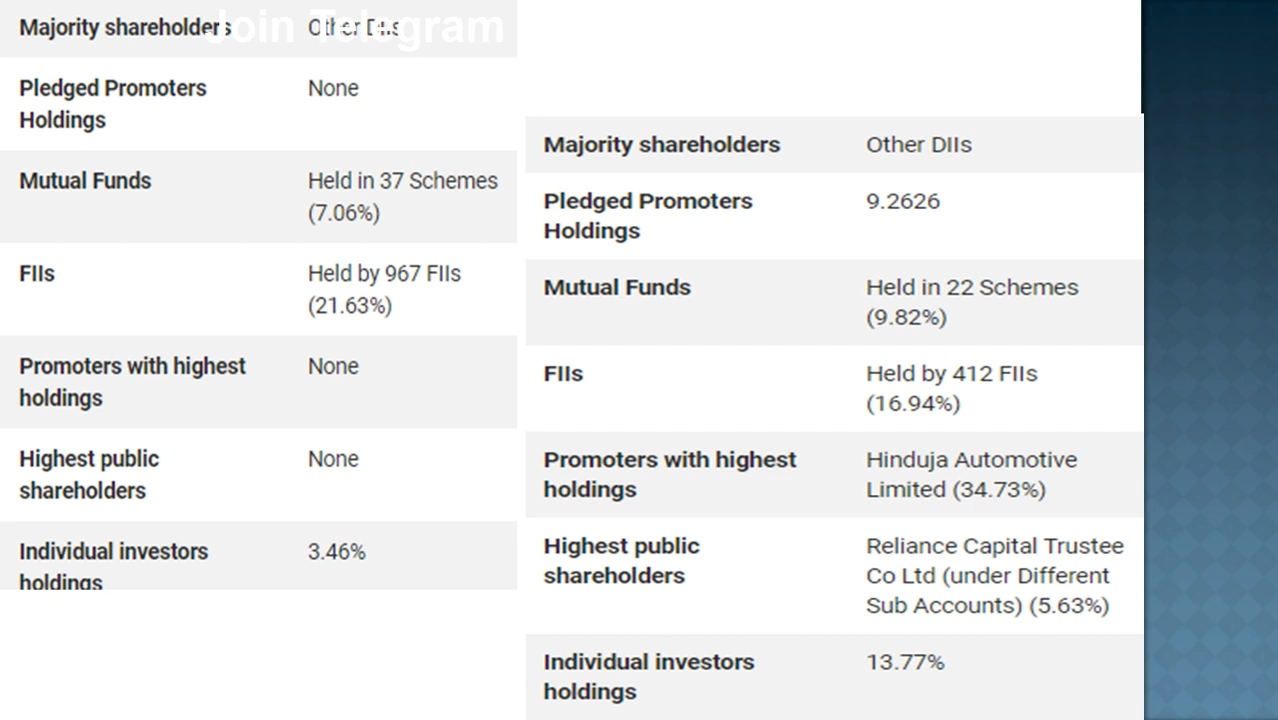 Join Telegram
Majority shareholders Other DIIs
Pledged Promoters None
Holdings
Mutual Funds Held in 37 Schemes
(7.06%)
FIIs Held by 967 FIIs
(21.63%)
Promoters with highest None
holdings
Highest public None
shareholders
Individual investors 3.46%
holdings
Majority shareholders Other DIIs
Pledged Promoters 9.2626
Holdings
Mutual Funds Held in 22 Schemes
(9.82%)
FIIs Held by 412 FIIs
(16.94%)
Promoters with highest Hinduja Automotive
holdings Limited (34.73%)
Highest public Reliance Capital Trustee
shareholders Co Ltd (under Different
Sub Accounts) (5.63%)
Individual investors 13.77%
holdings